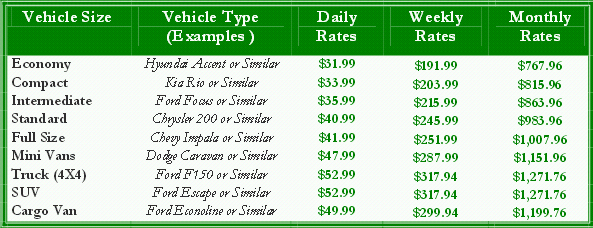 Vehicle Size Vehicle Type Daily Weekly Monthly
(Examples ) Rates Rates Rates
Economy Hyundai Accent or Similar $31.99 $191.99 $767.96
Compact Kia Rio or Similar $33.99 $203.99 $815.96
Intermediate Ford Focus or Similar $35.99 $215.99 $863.96
Standard Chrysler 200 or Similar $40.99 $245.99 $983.96
Full Size Chevy Impala or Similar $41.99 $251.99 $1,007.96
Mini Vans Dodge Caravan or Similar $47.99 $287.99 $1,151.96
Truck (4X4) Ford F150 or Similar $52.99 $317.94 $1,271.76
SUV Ford Escape or Similar $52.99 $317.94 $1,271.76
Cargo Van Ford Econoline or Similar $49.99 $299.94 $1,199.76